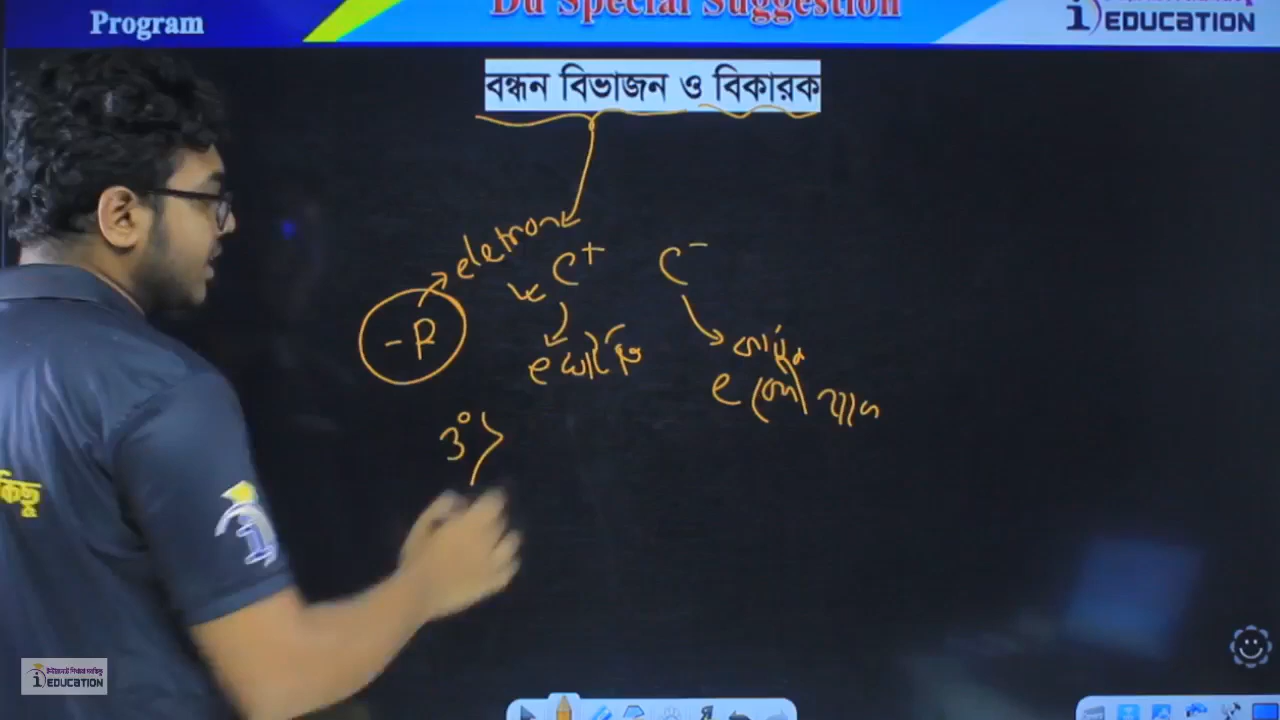 Program
Du Special Suggestion
EDUCATION
বন্ধন বিভাজন ও বিকারক
eletron
C+
C−
−R
e ঘাটতি
e
3° >
কিছু
EDUCATION